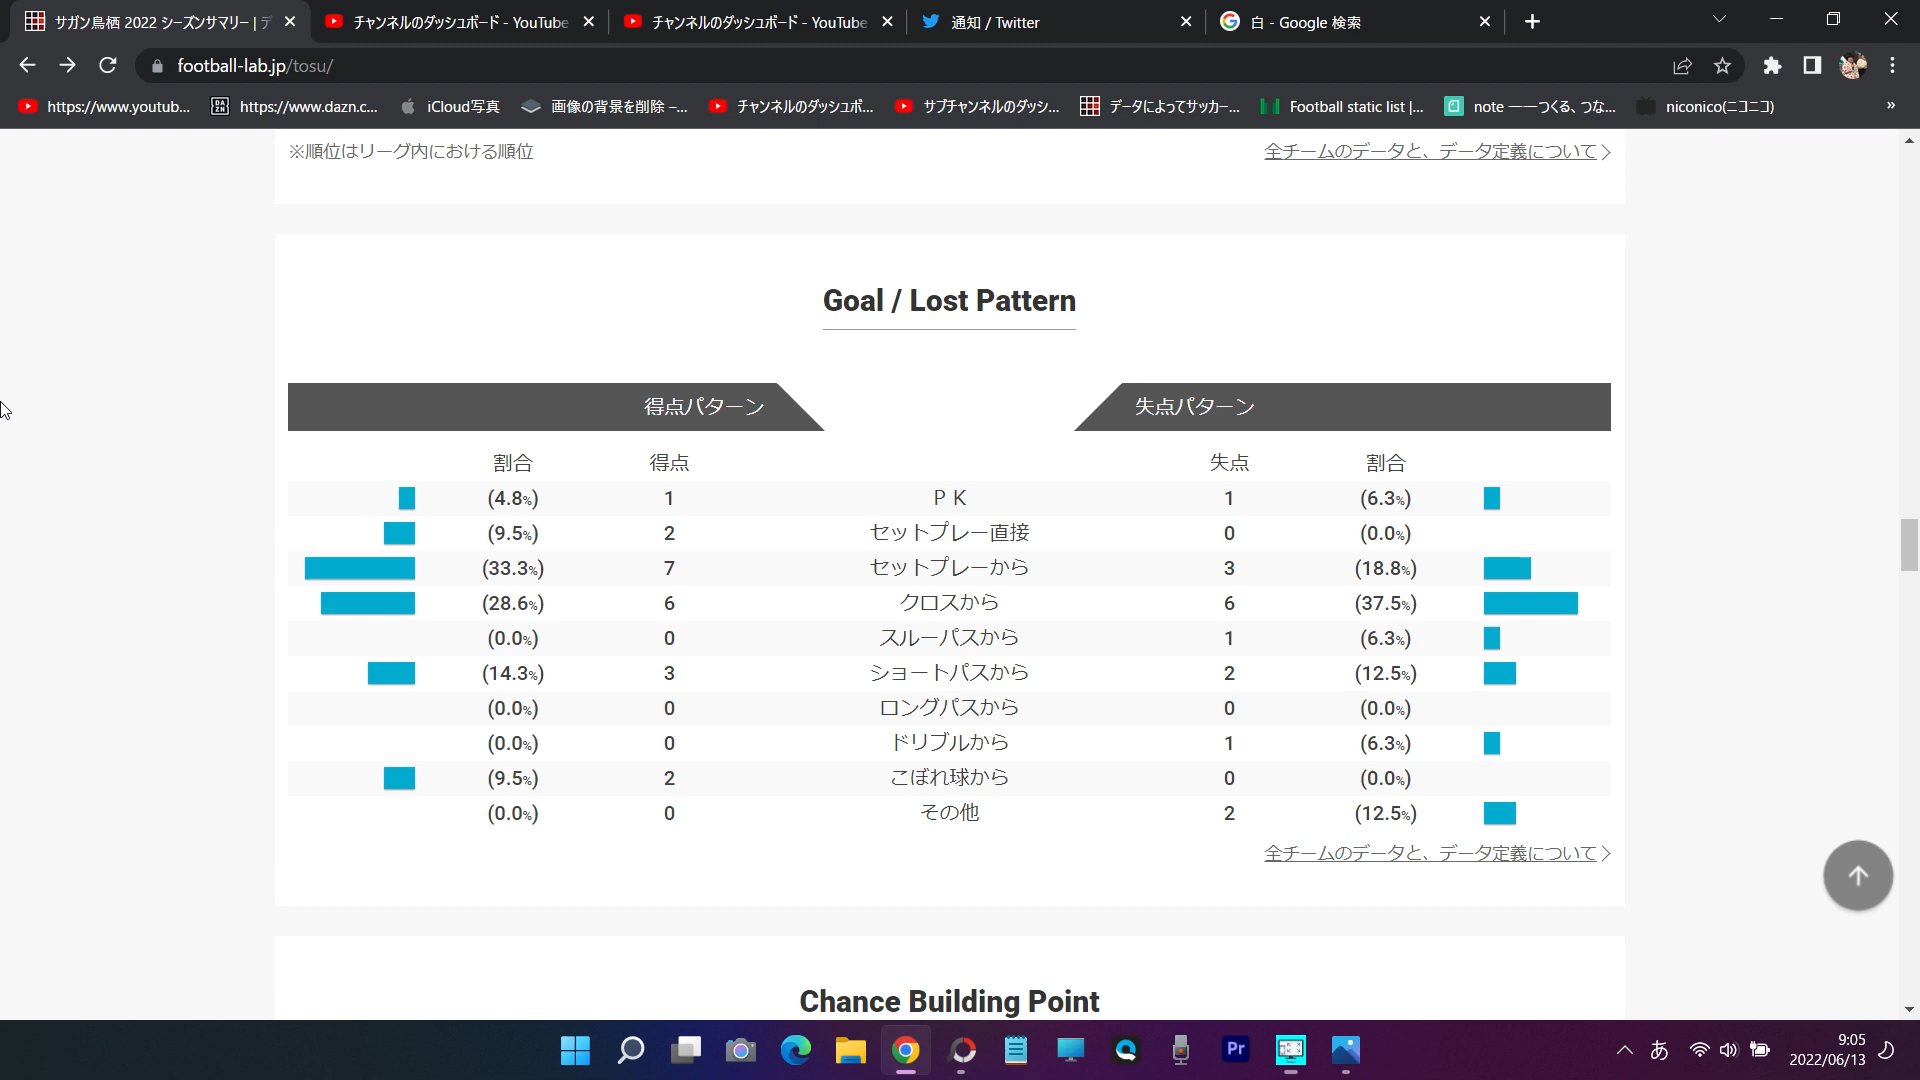 サガン鳥栖 2022 シーズンサマリー | デ
チャンネルのダッシュボード - YouTube
チャンネルのダッシュボード - YouTube
通知 / Twitter
白 - Google 検索
football-lab.jp/tosu/
https://www.youtub...
DAZN
https://www.dazn.c...
iCloud写真
画像の背景を削除 –...
チャンネルのダッシュボ...
サブチャンネルのダッシ...
データによってサッカー...
Football static list |...
note ――つくる、つな...
niconico(ニコニコ)
»
※順位はリーグ内における順位
全チームのデータと、データ定義について
Goal / Lost Pattern
得点パターン 失点パターン
割合 得点 失点 割合
(4.8%) 1 ＰＫ 1 (6.3%)
(9.5%) 2 セットプレー直接 0 (0.0%)
(33.3%) 7 セットプレーから 3 (18.8%)
(28.6%) 6 クロスから 6 (37.5%)
(0.0%) 0 スルーパスから 1 (6.3%)
(14.3%) 3 ショートパスから 2 (12.5%)
(0.0%) 0 ロングパスから 0 (0.0%)
(0.0%) 0 ドリブルから 1 (6.3%)
(9.5%) 2 こぼれ球から 0 (0.0%)
(0.0%) 0 その他 2 (12.5%)
全チームのデータと、データ定義について
Chance Building Point
Pr
あ
9:05
2022/06/13